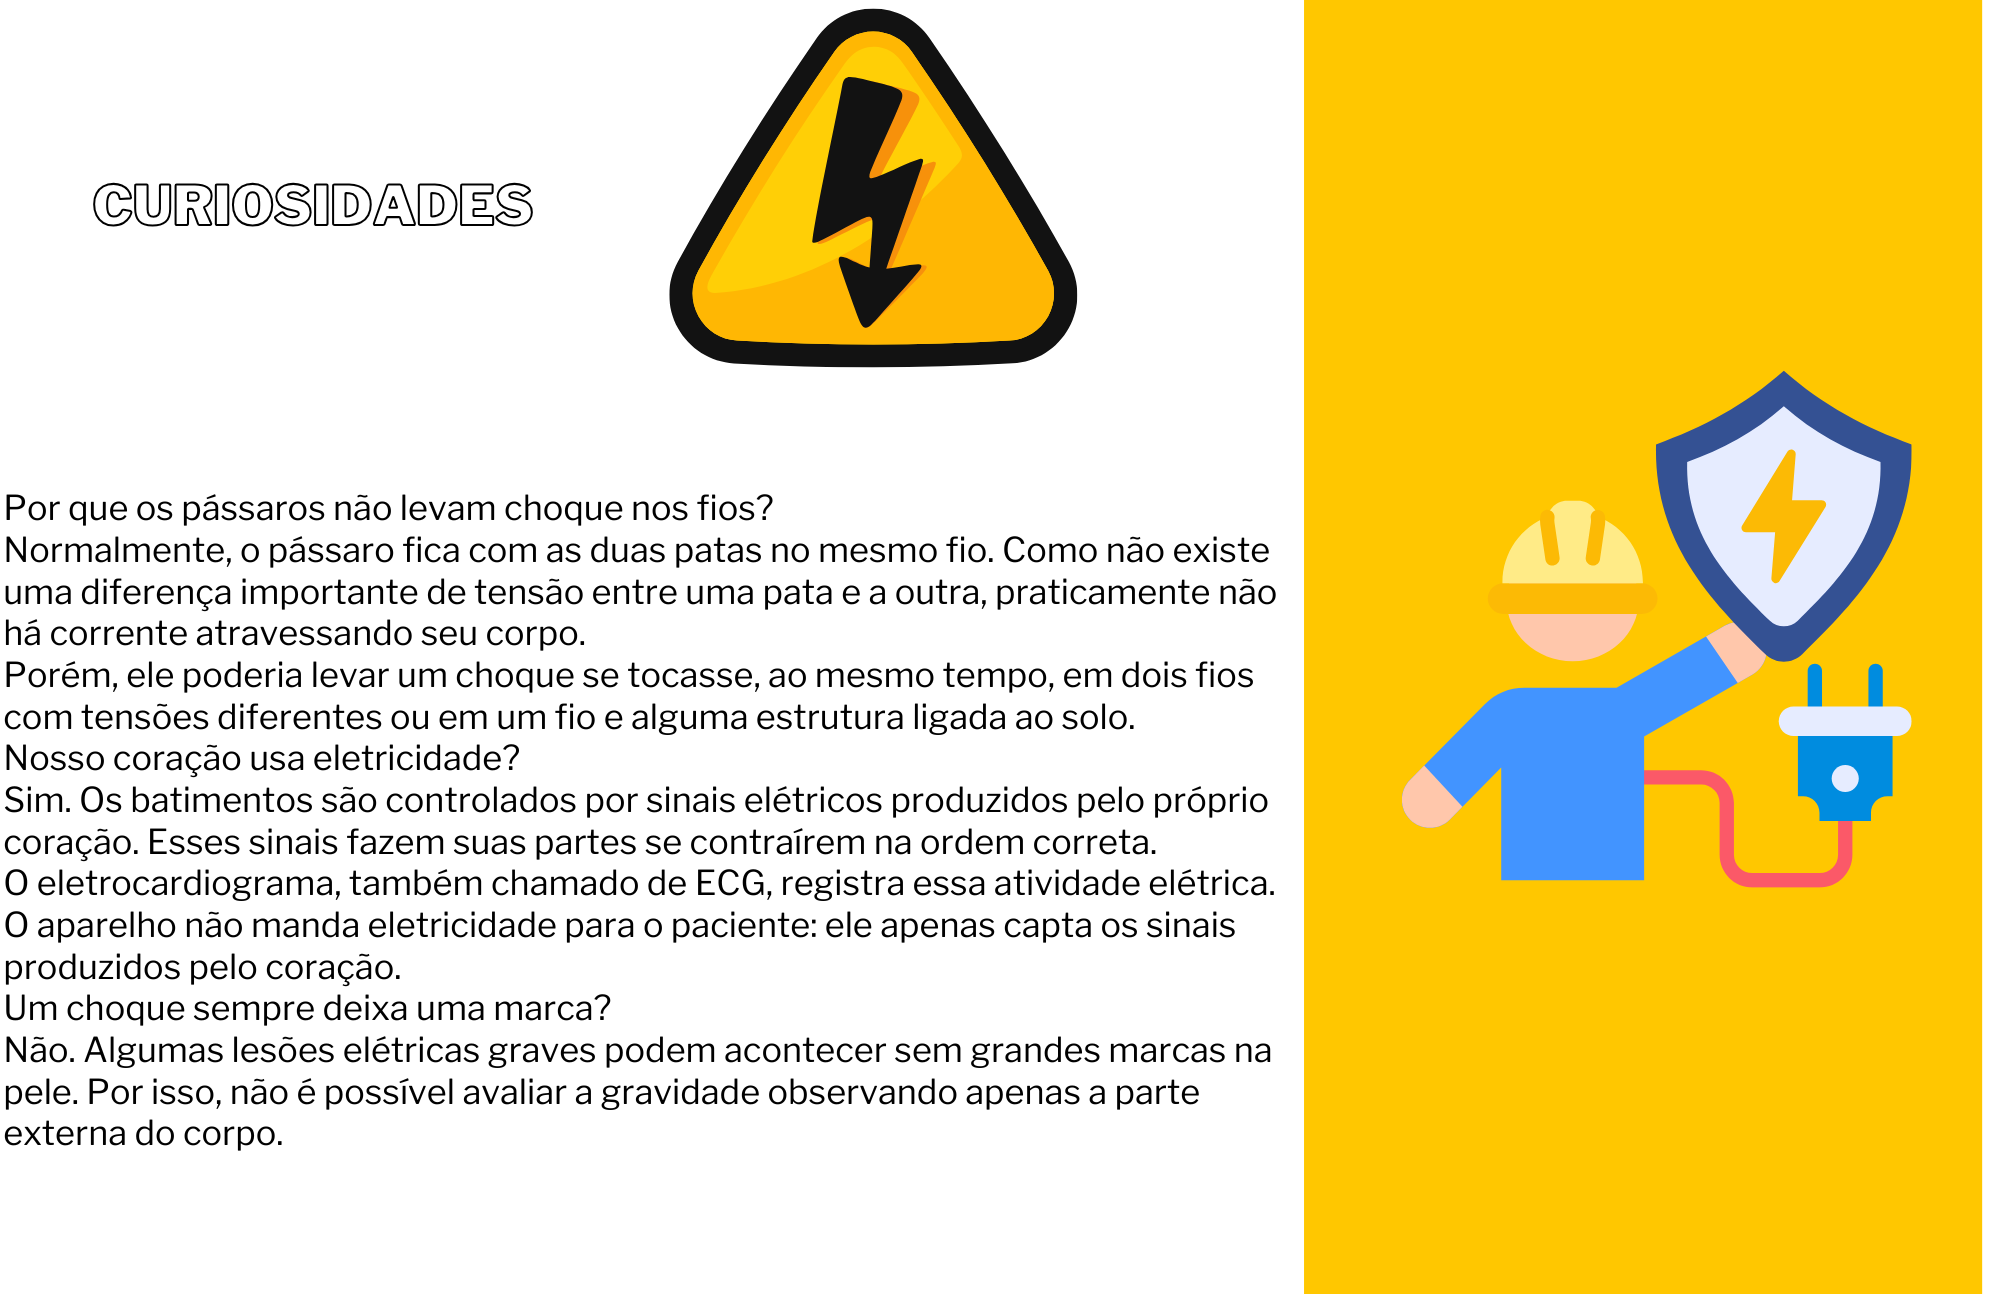 CURIOSIDADES
Por que os pássaros não levam choque nos fios?
Normalmente, o pássaro fica com as duas patas no mesmo fio. Como não existe
uma diferença importante de tensão entre uma pata e a outra, praticamente não
há corrente atravessando seu corpo.
Porém, ele poderia levar um choque se tocasse, ao mesmo tempo, em dois fios
com tensões diferentes ou em um fio e alguma estrutura ligada ao solo.
Nosso coração usa eletricidade?
Sim. Os batimentos são controlados por sinais elétricos produzidos pelo próprio
coração. Esses sinais fazem suas partes se contraírem na ordem correta.
O eletrocardiograma, também chamado de ECG, registra essa atividade elétrica.
O aparelho não manda eletricidade para o paciente: ele apenas capta os sinais
produzidos pelo coração.
Um choque sempre deixa uma marca?
Não. Algumas lesões elétricas graves podem acontecer sem grandes marcas na
pele. Por isso, não é possível avaliar a gravidade observando apenas a parte
externa do corpo.